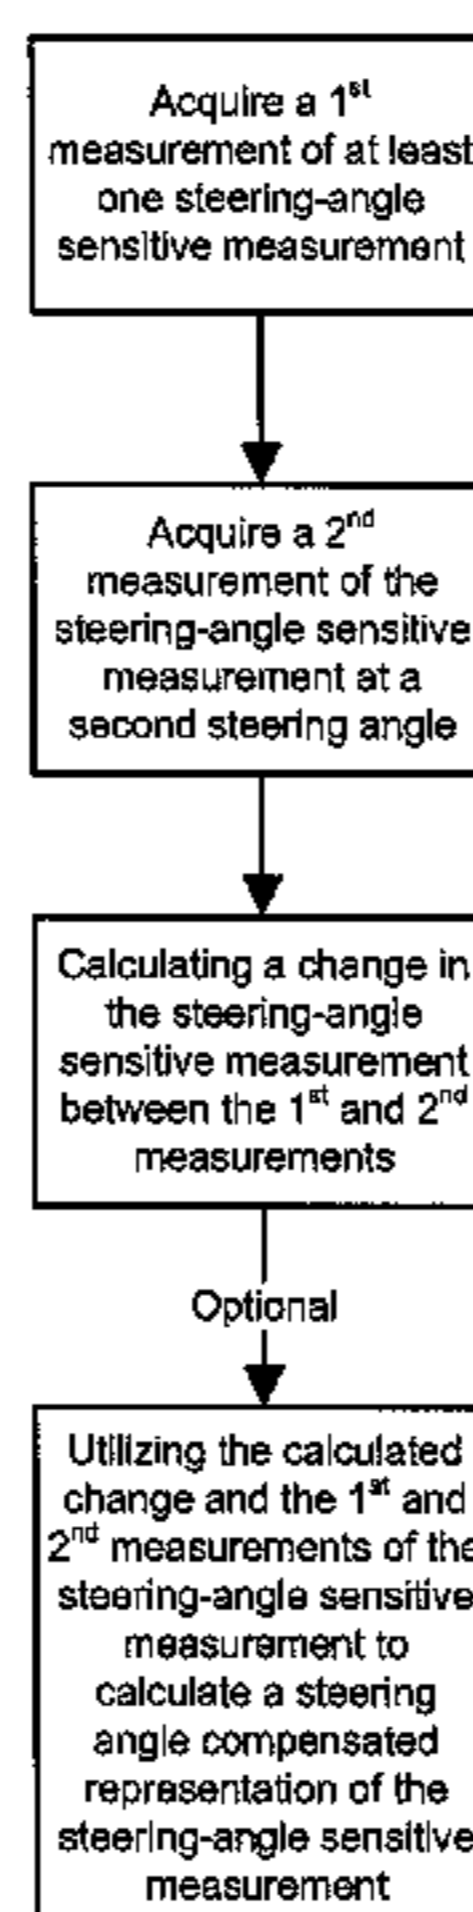 Acquire a 1st
measurement of at least
one steering-angle
sensitive measurement
Acquire a 2nd
measurement of the
steering-angle sensitive
measurement at a
second steering angle
Calculating a change in
the steering-angle
sensitive measurement
between the 1st and 2nd
measurements
Optional
Utilizing the calculated
change and the 1st and
2nd measurements of the
steering-angle sensitive
measurement to
calculate a steering
angle compensated
representation of the
steering-angle sensitive
measurement